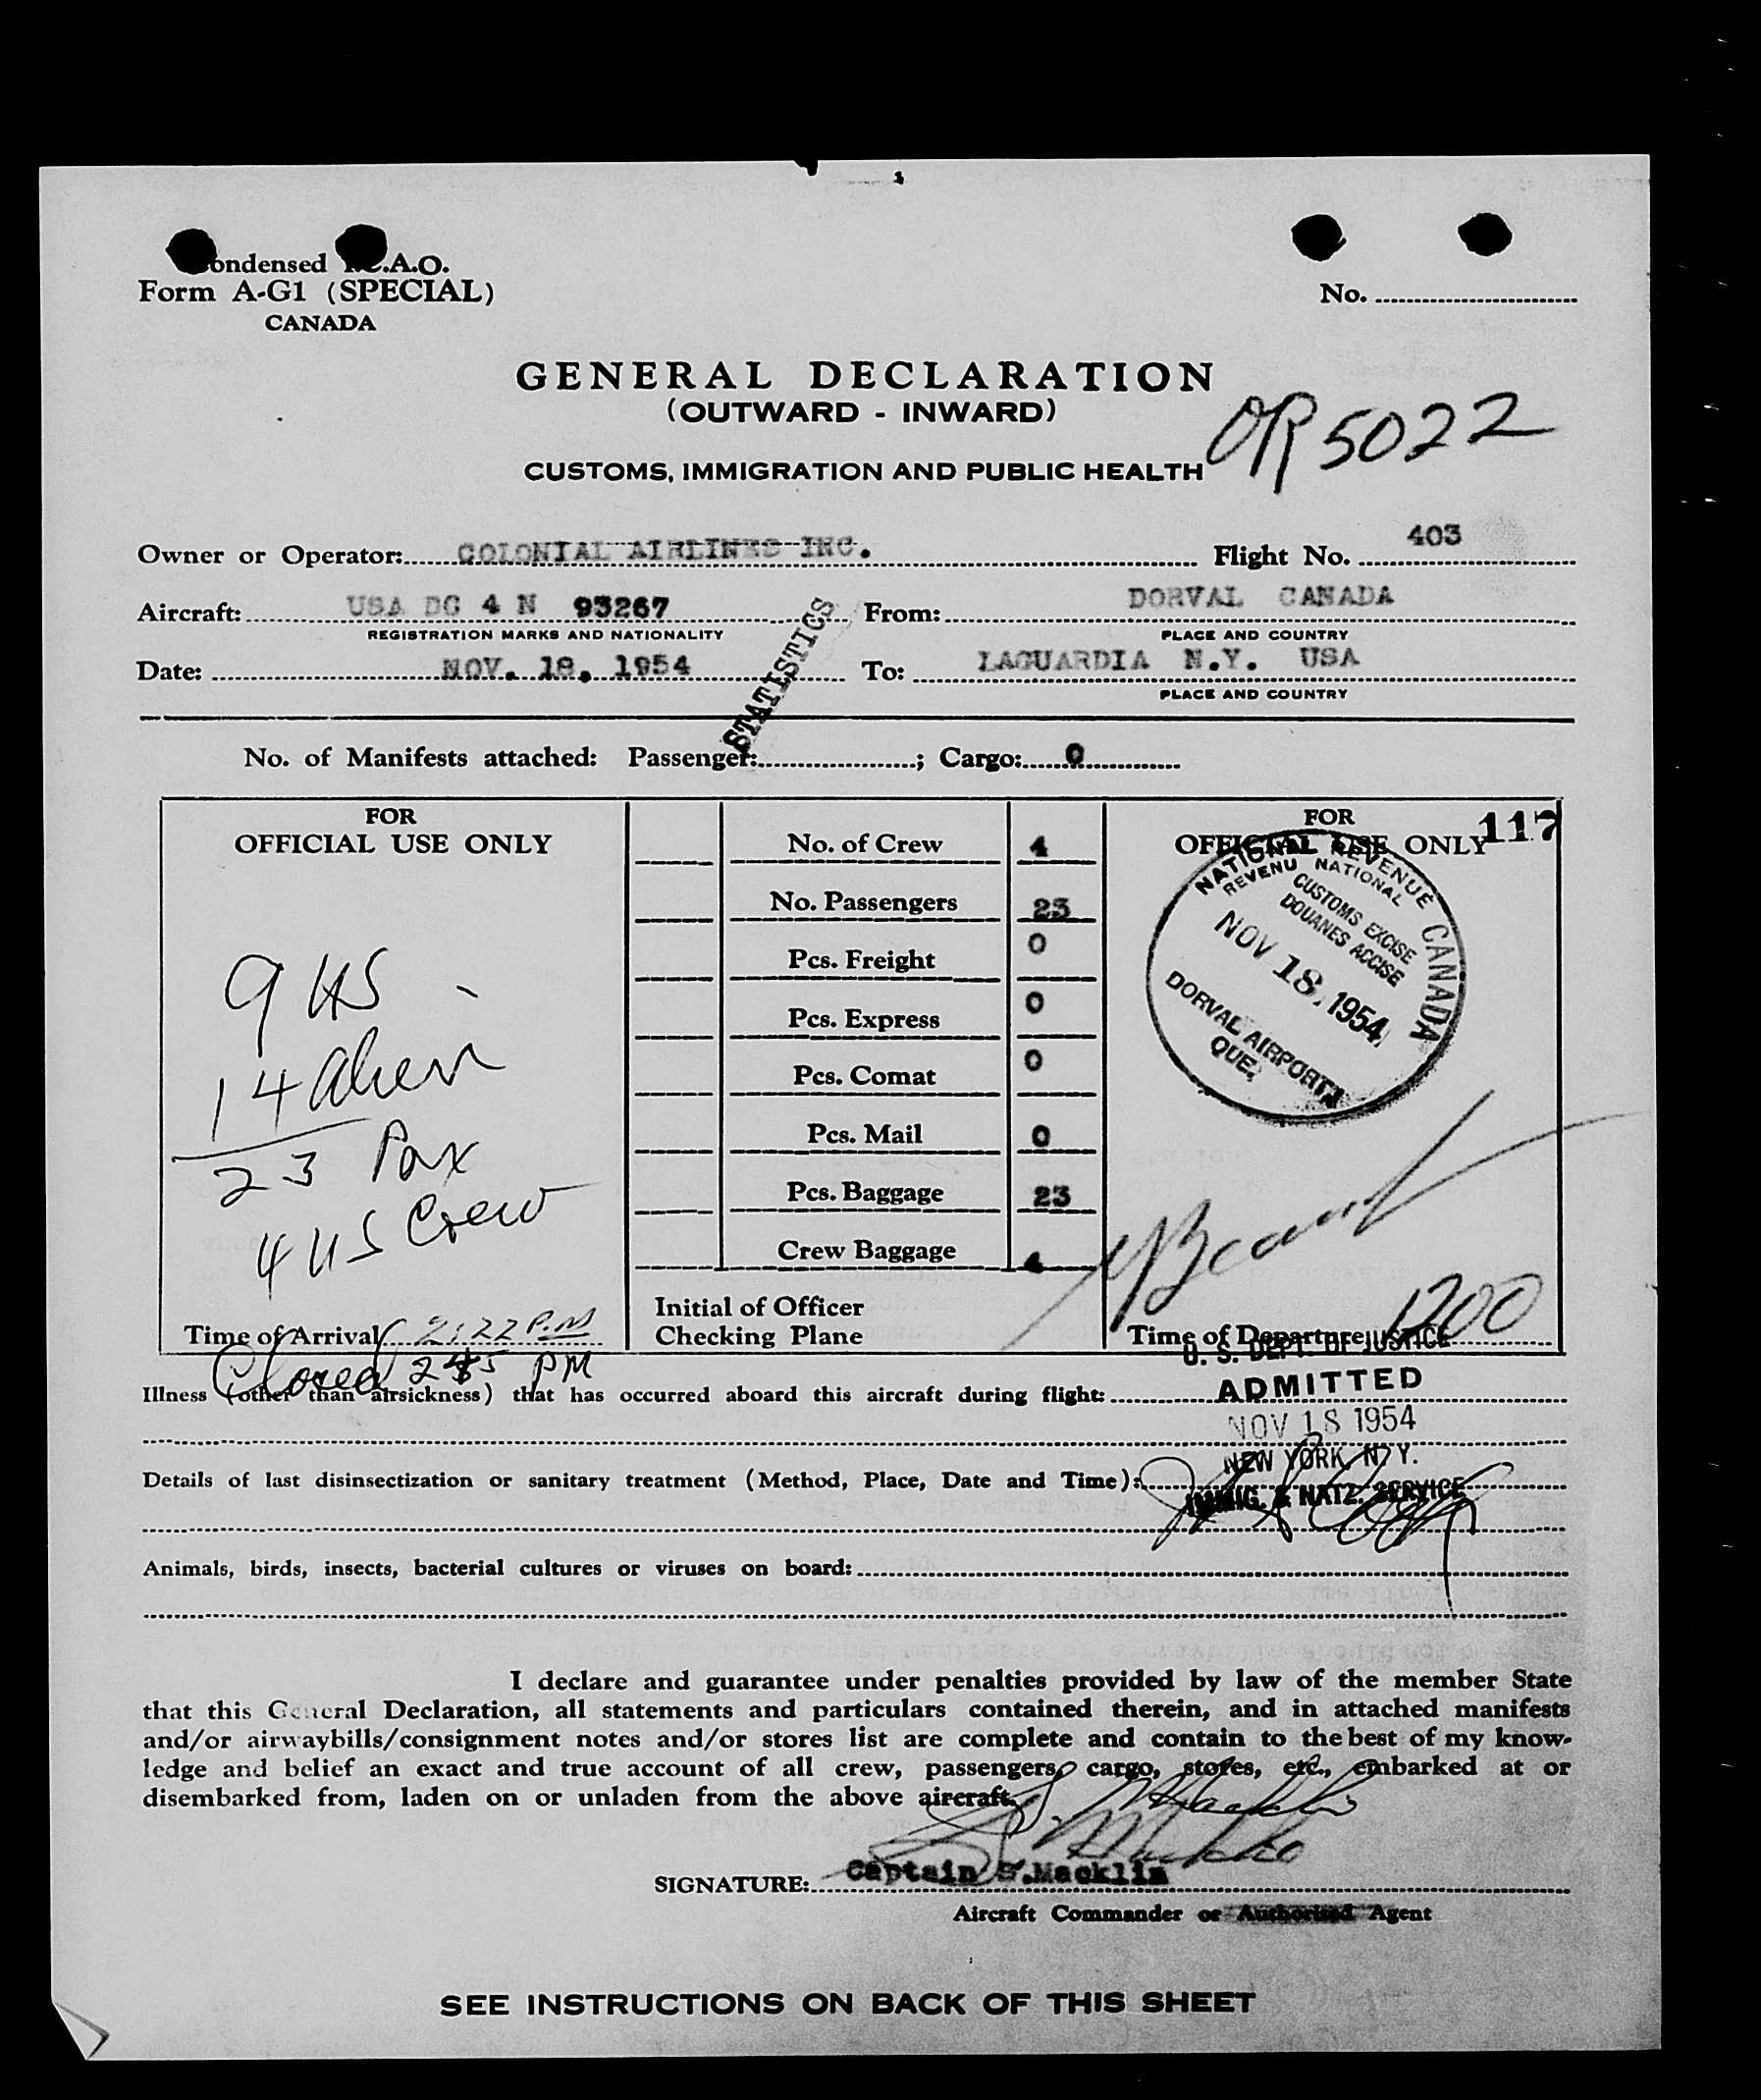 Condensed I.C.A.O.
Form A-G1 (SPECIAL)
CANADA
No.
GENERAL DECLARATION
(OUTWARD - INWARD)
OR 5022
CUSTOMS, IMMIGRATION AND PUBLIC HEALTH
Owner or Operator: COLONIAL AIRLINES INC. Flight No. 403
Aircraft: USA DC 4 N 93267 From: DORVAL CANADA
REGISTRATION MARKS AND NATIONALITY PLACE AND COUNTRY
Date: NOV. 18, 1954 To: LAGUARDIA N.Y. USA
PLACE AND COUNTRY
STATISTICS
No. of Manifests attached: Passenger: ; Cargo: 0
FOR
OFFICIAL USE ONLY
9 US
14 alien
23 Pax
4 US Crew
Time of Arrival 2:22 P.M
Closed 245 PM
No. of Crew 4
No. Passengers 23
Pcs. Freight 0
Pcs. Express 0
Pcs. Comat 0
Pcs. Mail 0
Pcs. Baggage 23
Crew Baggage 4
Initial of Officer
Checking Plane
FOR
OFFICIAL USE ONLY 117
NATIONAL REVENUE CANADA
REVENU NATIONAL
CUSTOMS EXCISE
DOUANES ACCISE
NOV 18, 1954
DORVAL AIRPORT
QUE.
Time of Departure 1200
U. S. DEPT. OF JUSTICE
ADMITTED
NOV 18 1954
NEW YORK, N. Y.
IMMIG. & NATZ. SERVICE
Illness (other than airsickness) that has occurred aboard this aircraft during flight:
Details of last disinsectization or sanitary treatment (Method, Place, Date and Time):
Animals, birds, insects, bacterial cultures or viruses on board:
I declare and guarantee under penalties provided by law of the member State
that this General Declaration, all statements and particulars contained therein, and in attached manifests
and/or airwaybills/consignment notes and/or stores list are complete and contain to the best of my know-
ledge and belief an exact and true account of all crew, passengers, cargo, stores, etc., embarked at or
disembarked from, laden on or unladen from the above aircraft.
SIGNATURE: Captain S.Macklin
Aircraft Commander or Authorized Agent
SEE INSTRUCTIONS ON BACK OF THIS SHEET